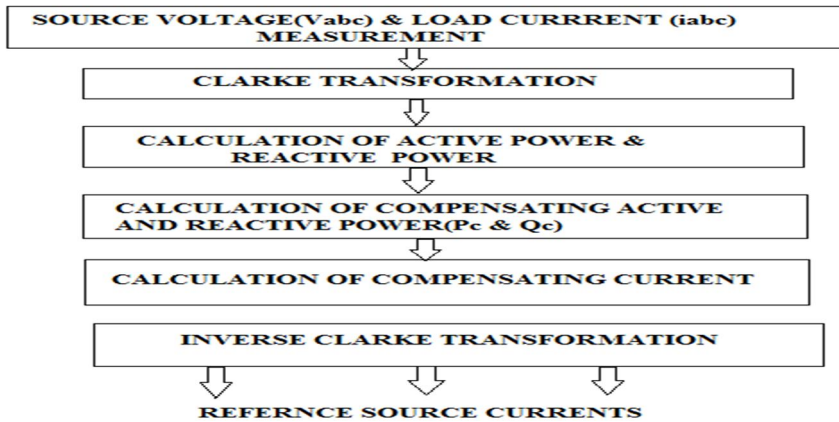 SOURCE VOLTAGE(Vabc) & LOAD CURRRENT (iabc)
MEASUREMENT
CLARKE TRANSFORMATION
CALCULATION OF ACTIVE POWER &
REACTIVE POWER
CALCULATION OF COMPENSATING ACTIVE
AND REACTIVE POWER(Pc & Qc)
CALCULATION OF COMPENSATING CURRENT
INVERSE CLARKE TRANSFORMATION
REFERNCE SOURCE CURRENTS